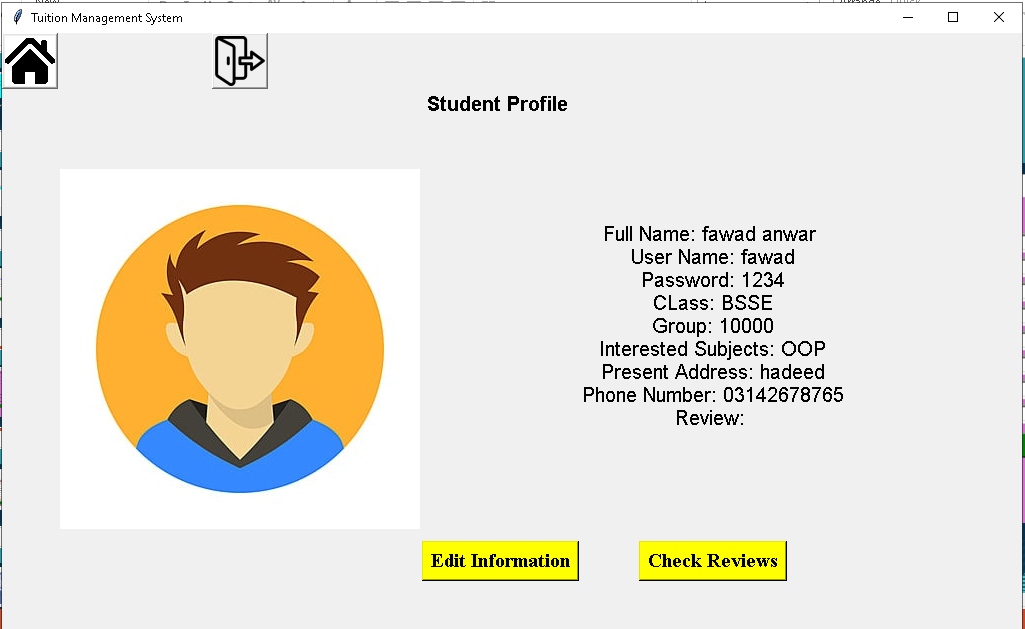 Tuition Management System
Student Profile
Full Name: fawad anwar
User Name: fawad
Password: 1234
CLass: BSSE
Group: 10000
Interested Subjects: OOP
Present Address: hadeed
Phone Number: 03142678765
Review:
Edit Information
Check Reviews